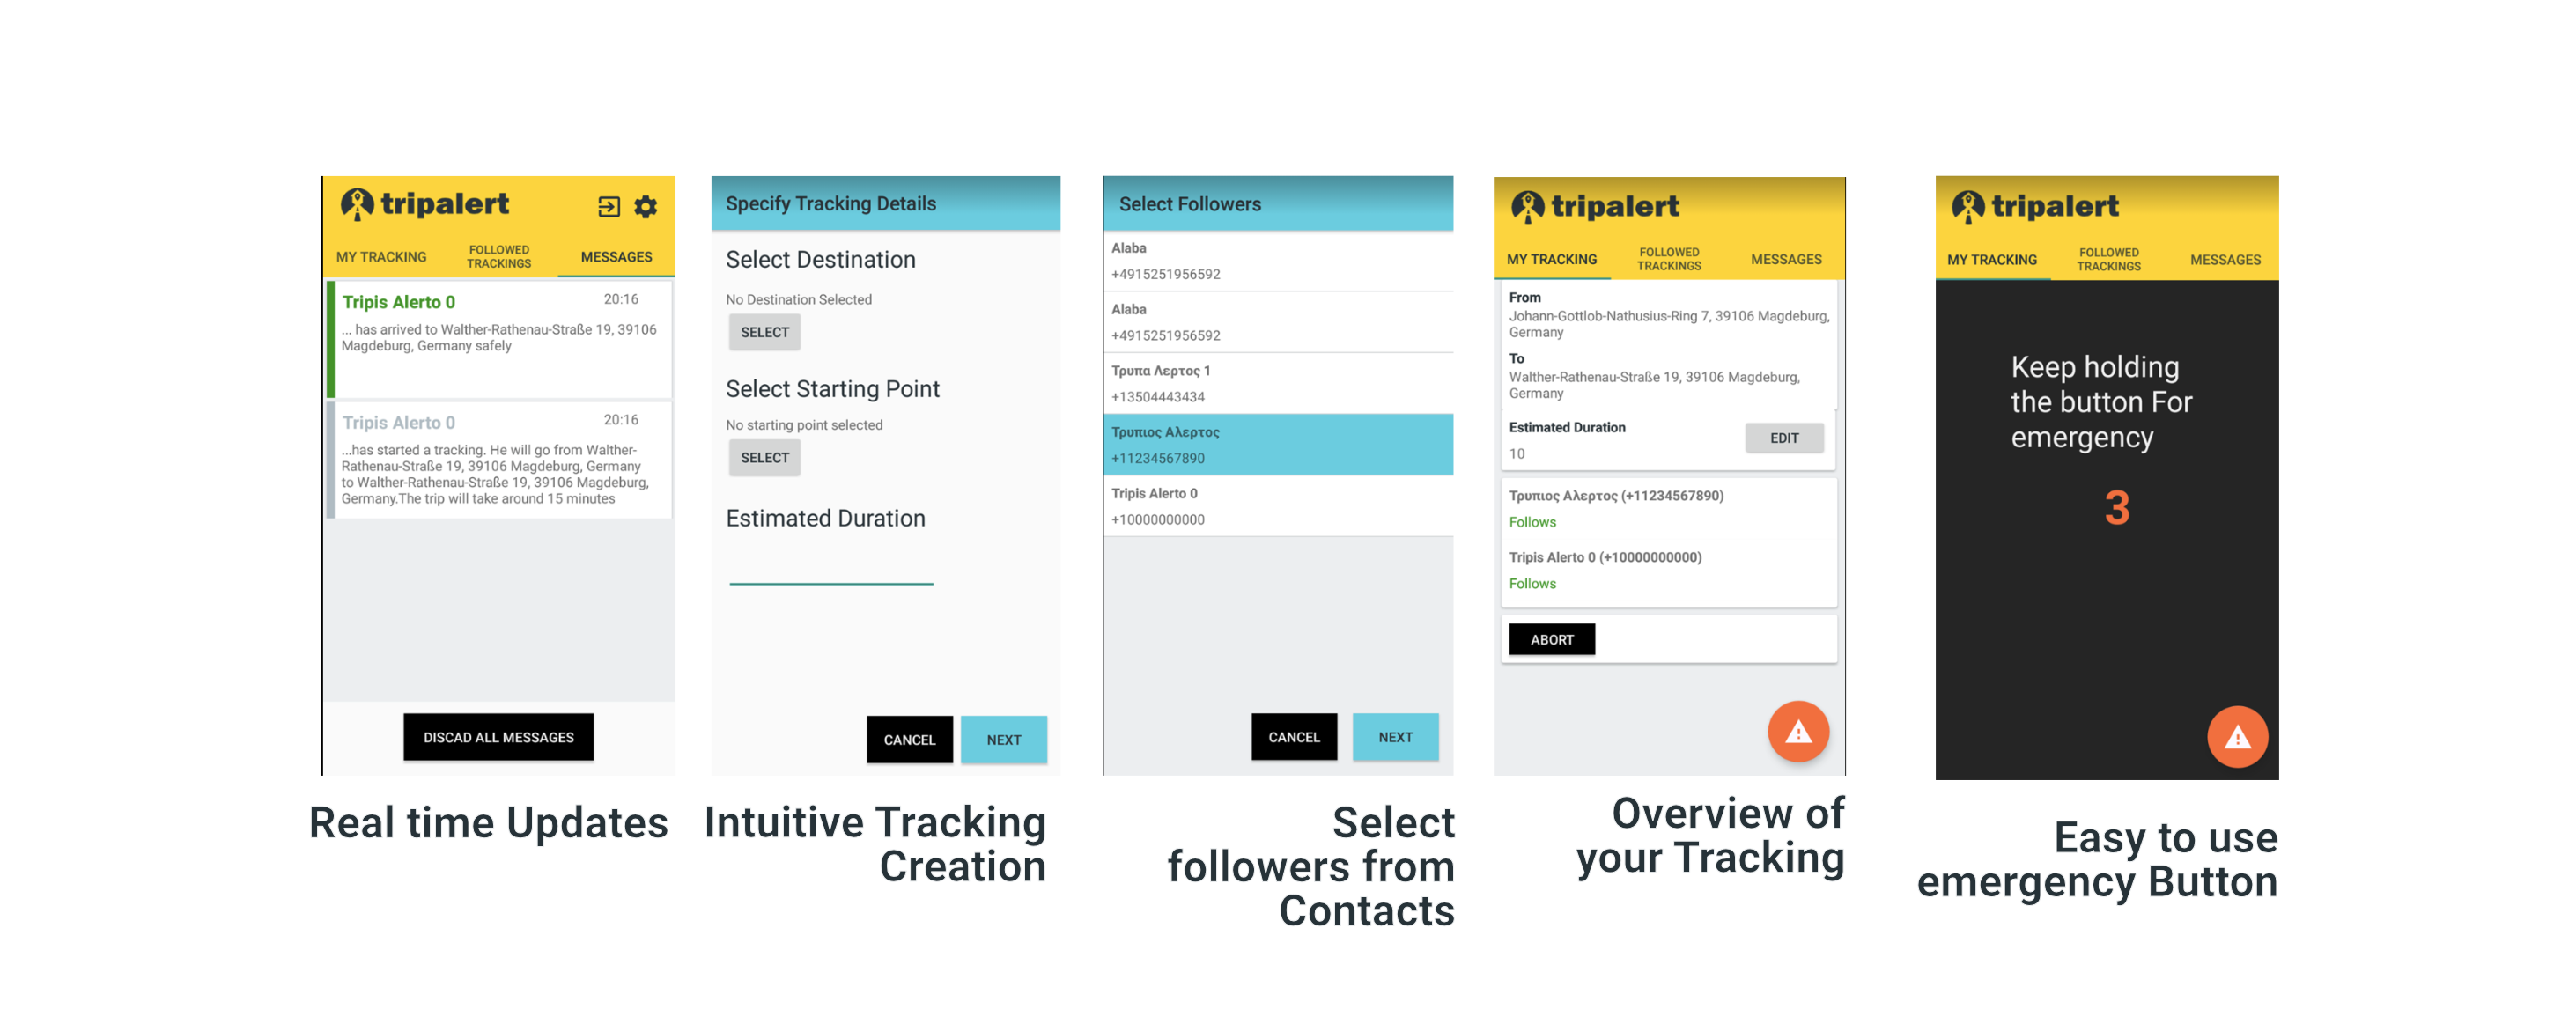 tripalert
MY TRACKING
FOLLOWED
TRACKINGS
MESSAGES
Tripis Alerto 0
20:16
... has arrived to Walther-Rathenau-Straße 19, 39106
Magdeburg, Germany safely
Tripis Alerto 0
20:16
...has started a tracking. He will go from Walther-
Rathenau-Straße 19, 39106 Magdeburg, Germany
to Walther-Rathenau-Straße 19, 39106 Magdeburg,
Germany.The trip will take around 15 minutes
DISCAD ALL MESSAGES
Real time Updates
Specify Tracking Details
Select Destination
No Destination Selected
SELECT
Select Starting Point
No starting point selected
SELECT
Estimated Duration
CANCEL
NEXT
Intuitive Tracking
Creation
Select Followers
Alaba
+4915251956592
Alaba
+4915251956592
Τρυπα Λερτος 1
+13504443434
Τρυπιος Αλερτος
+11234567890
Tripis Alerto 0
+10000000000
CANCEL
NEXT
Select
followers from
Contacts
tripalert
MY TRACKING
FOLLOWED
TRACKINGS
MESSAGES
From
Johann-Gottlob-Nathusius-Ring 7, 39106 Magdeburg,
Germany
To
Walther-Rathenau-Straße 19, 39106 Magdeburg,
Germany
Estimated Duration
10
EDIT
Τρυπιος Αλερτος (+11234567890)
Follows
Tripis Alerto 0 (+10000000000)
Follows
ABORT
Overview of
your Tracking
tripalert
MY TRACKING
FOLLOWED
TRACKINGS
MESSAGES
Keep holding
the button For
emergency
3
Easy to use
emergency Button